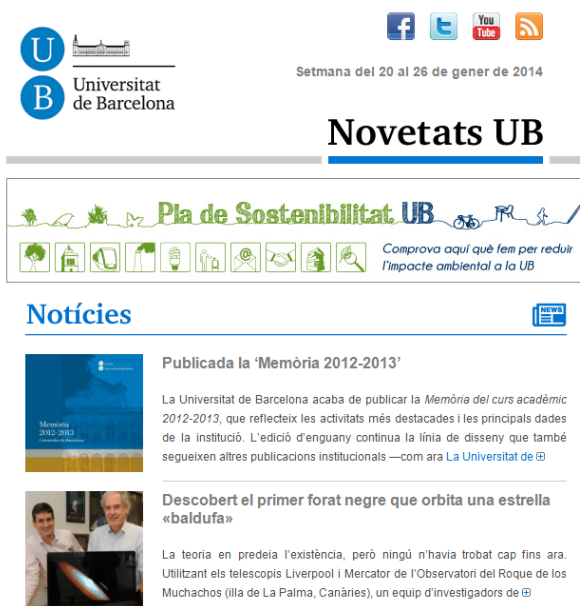 You
Tube
U
B
Universitat
de Barcelona
Setmana del 20 al 26 de gener de 2014
Novetats UB
Pla de Sostenibilitat UB
Comprova aquí què fem per reduir
l'impacte ambiental a la UB
Notícies
NEWS
Publicada la ‘Memòria 2012-2013’
La Universitat de Barcelona acaba de publicar la Memòria del curs acadèmic
2012-2013, que reflecteix les activitats més destacades i les principals dades
de la institució. L’edició d’enguany continua la línia de disseny que també
segueixen altres publicacions institucionals —com ara La Universitat de
Memòria
2012·2013
Universitat de Barcelona
Descobert el primer forat negre que orbita una estrella
«baldufa»
La teoria en predeia l’existència, però ningú n’havia trobat cap fins ara.
Utilitzant els telescopis Liverpool i Mercator de l’Observatori del Roque de los
Muchachos (illa de La Palma, Canàries), un equip d’investigadors de